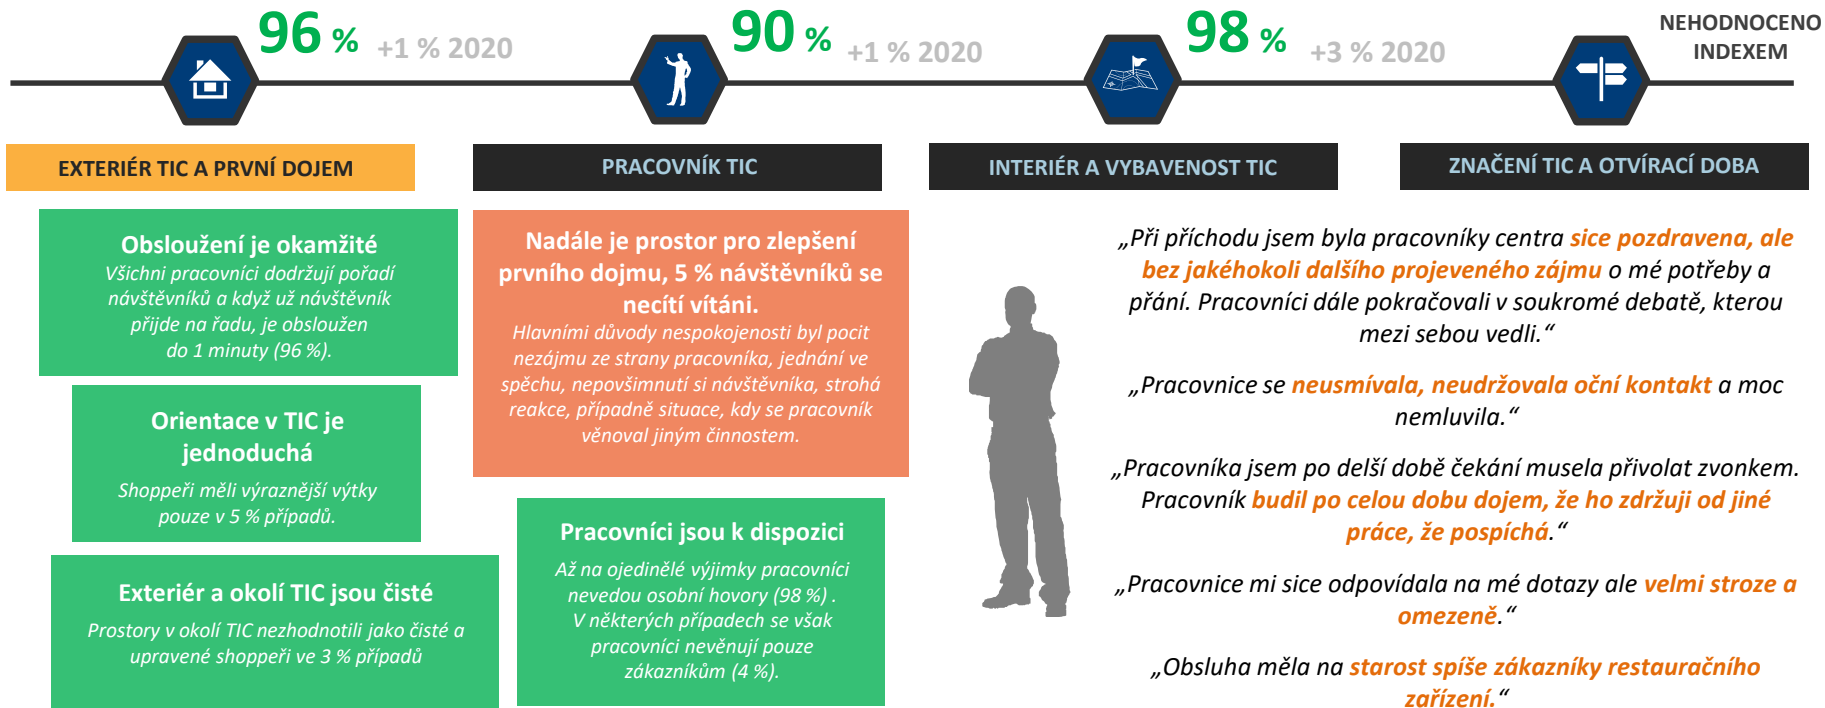 96 % +1 % 2020
90 % +1 % 2020
98 % +3 % 2020
NEHODNOCENO
INDEXEM
EXTERIÉR TIC A PRVNÍ DOJEM
PRACOVNÍK TIC
INTERIÉR A VYBAVENOST TIC
ZNAČENÍ TIC A OTVÍRACÍ DOBA
Obsloužení je okamžité
Všichni pracovníci dodržují pořadí
návštěvníků a když už návštěvník
přijde na řadu, je obsloužen
do 1 minuty (96 %).
Orientace v TIC je
jednoduchá
Shoppeři měli výraznější výtky
pouze v 5 % případů.
Exteriér a okolí TIC jsou čisté
Prostory v okolí TIC nezhodnotili jako čisté a
upravené shoppeři ve 3 % případů
Nadále je prostor pro zlepšení
prvního dojmu, 5 % návštěvníků se
necítí vítáni.
Hlavními důvody nespokojenosti byl pocit
nezájmu ze strany pracovníka, jednání ve
spěchu, nepovšimnutí si návštěvníka, strohá
reakce, případně situace, kdy se pracovník
věnoval jiným činnostem.
Pracovníci jsou k dispozici
Až na ojedinělé výjimky pracovníci
nevedou osobní hovory (98 %) .
V některých případech se však
pracovníci nevěnují pouze
zákazníkům (4 %).
„Při příchodu jsem byla pracovníky centra sice pozdravena, ale
bez jakéhokoli dalšího projeveného zájmu o mé potřeby a
přání. Pracovníci dále pokračovali v soukromé debatě, kterou
mezi sebou vedli.“
„Pracovnice se neusmívala, neudržovala oční kontakt a moc
nemluvila.“
„Pracovníka jsem po delší době čekání musela přivolat zvonkem.
Pracovník budil po celou dobu dojem, že ho zdržuji od jiné
práce, že pospíchá.“
„Pracovnice mi sice odpovídala na mé dotazy ale velmi stroze a
omezeně.“
„Obsluha měla na starost spíše zákazníky restauračního
zařízení.“